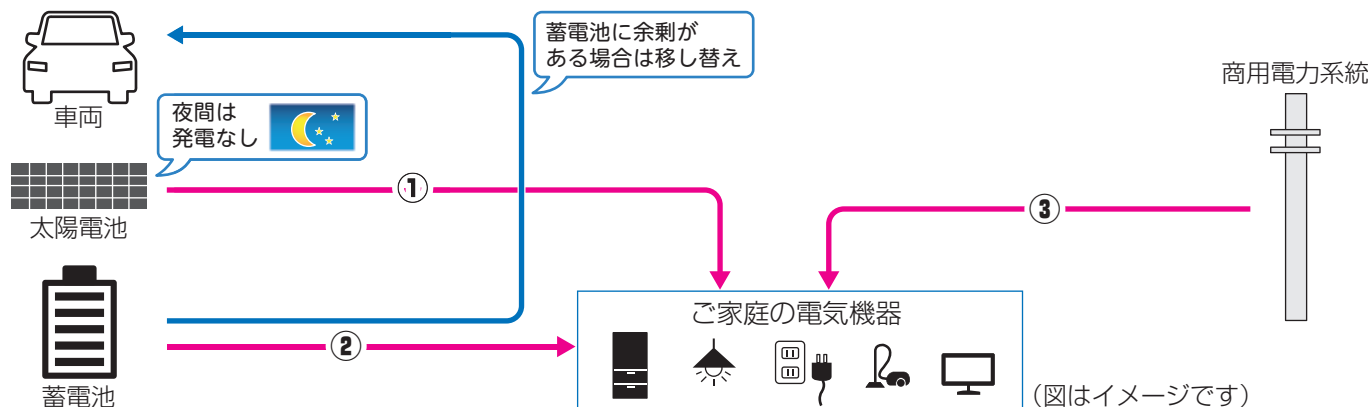 蓄電池に余剰が
ある場合は移し替え
商用電力系統
車両
夜間は
発電なし
①
太陽電池
③
ご家庭の電気機器
②
蓄電池
（図はイメージです）